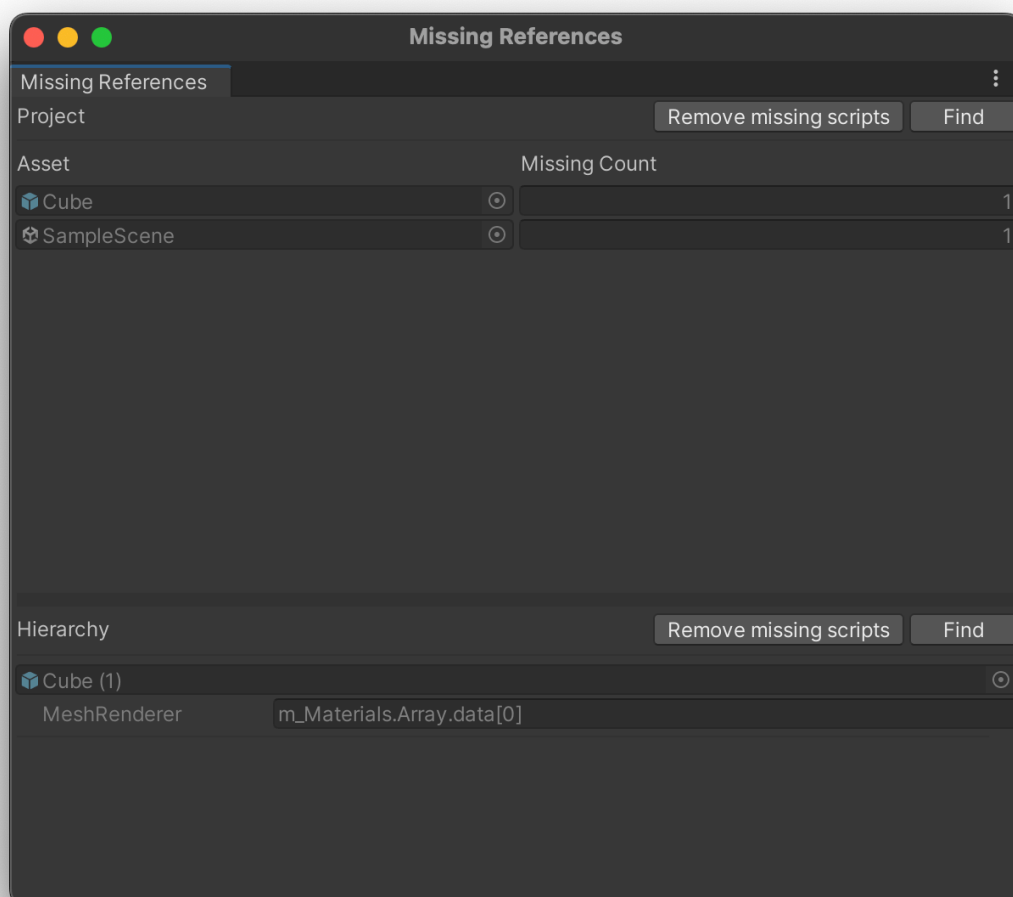 Missing References
Missing References
Project Remove missing scripts Find
Asset Missing Count
Cube 1
SampleScene 1
Hierarchy Remove missing scripts Find
Cube (1)
MeshRenderer m_Materials.Array.data[0]